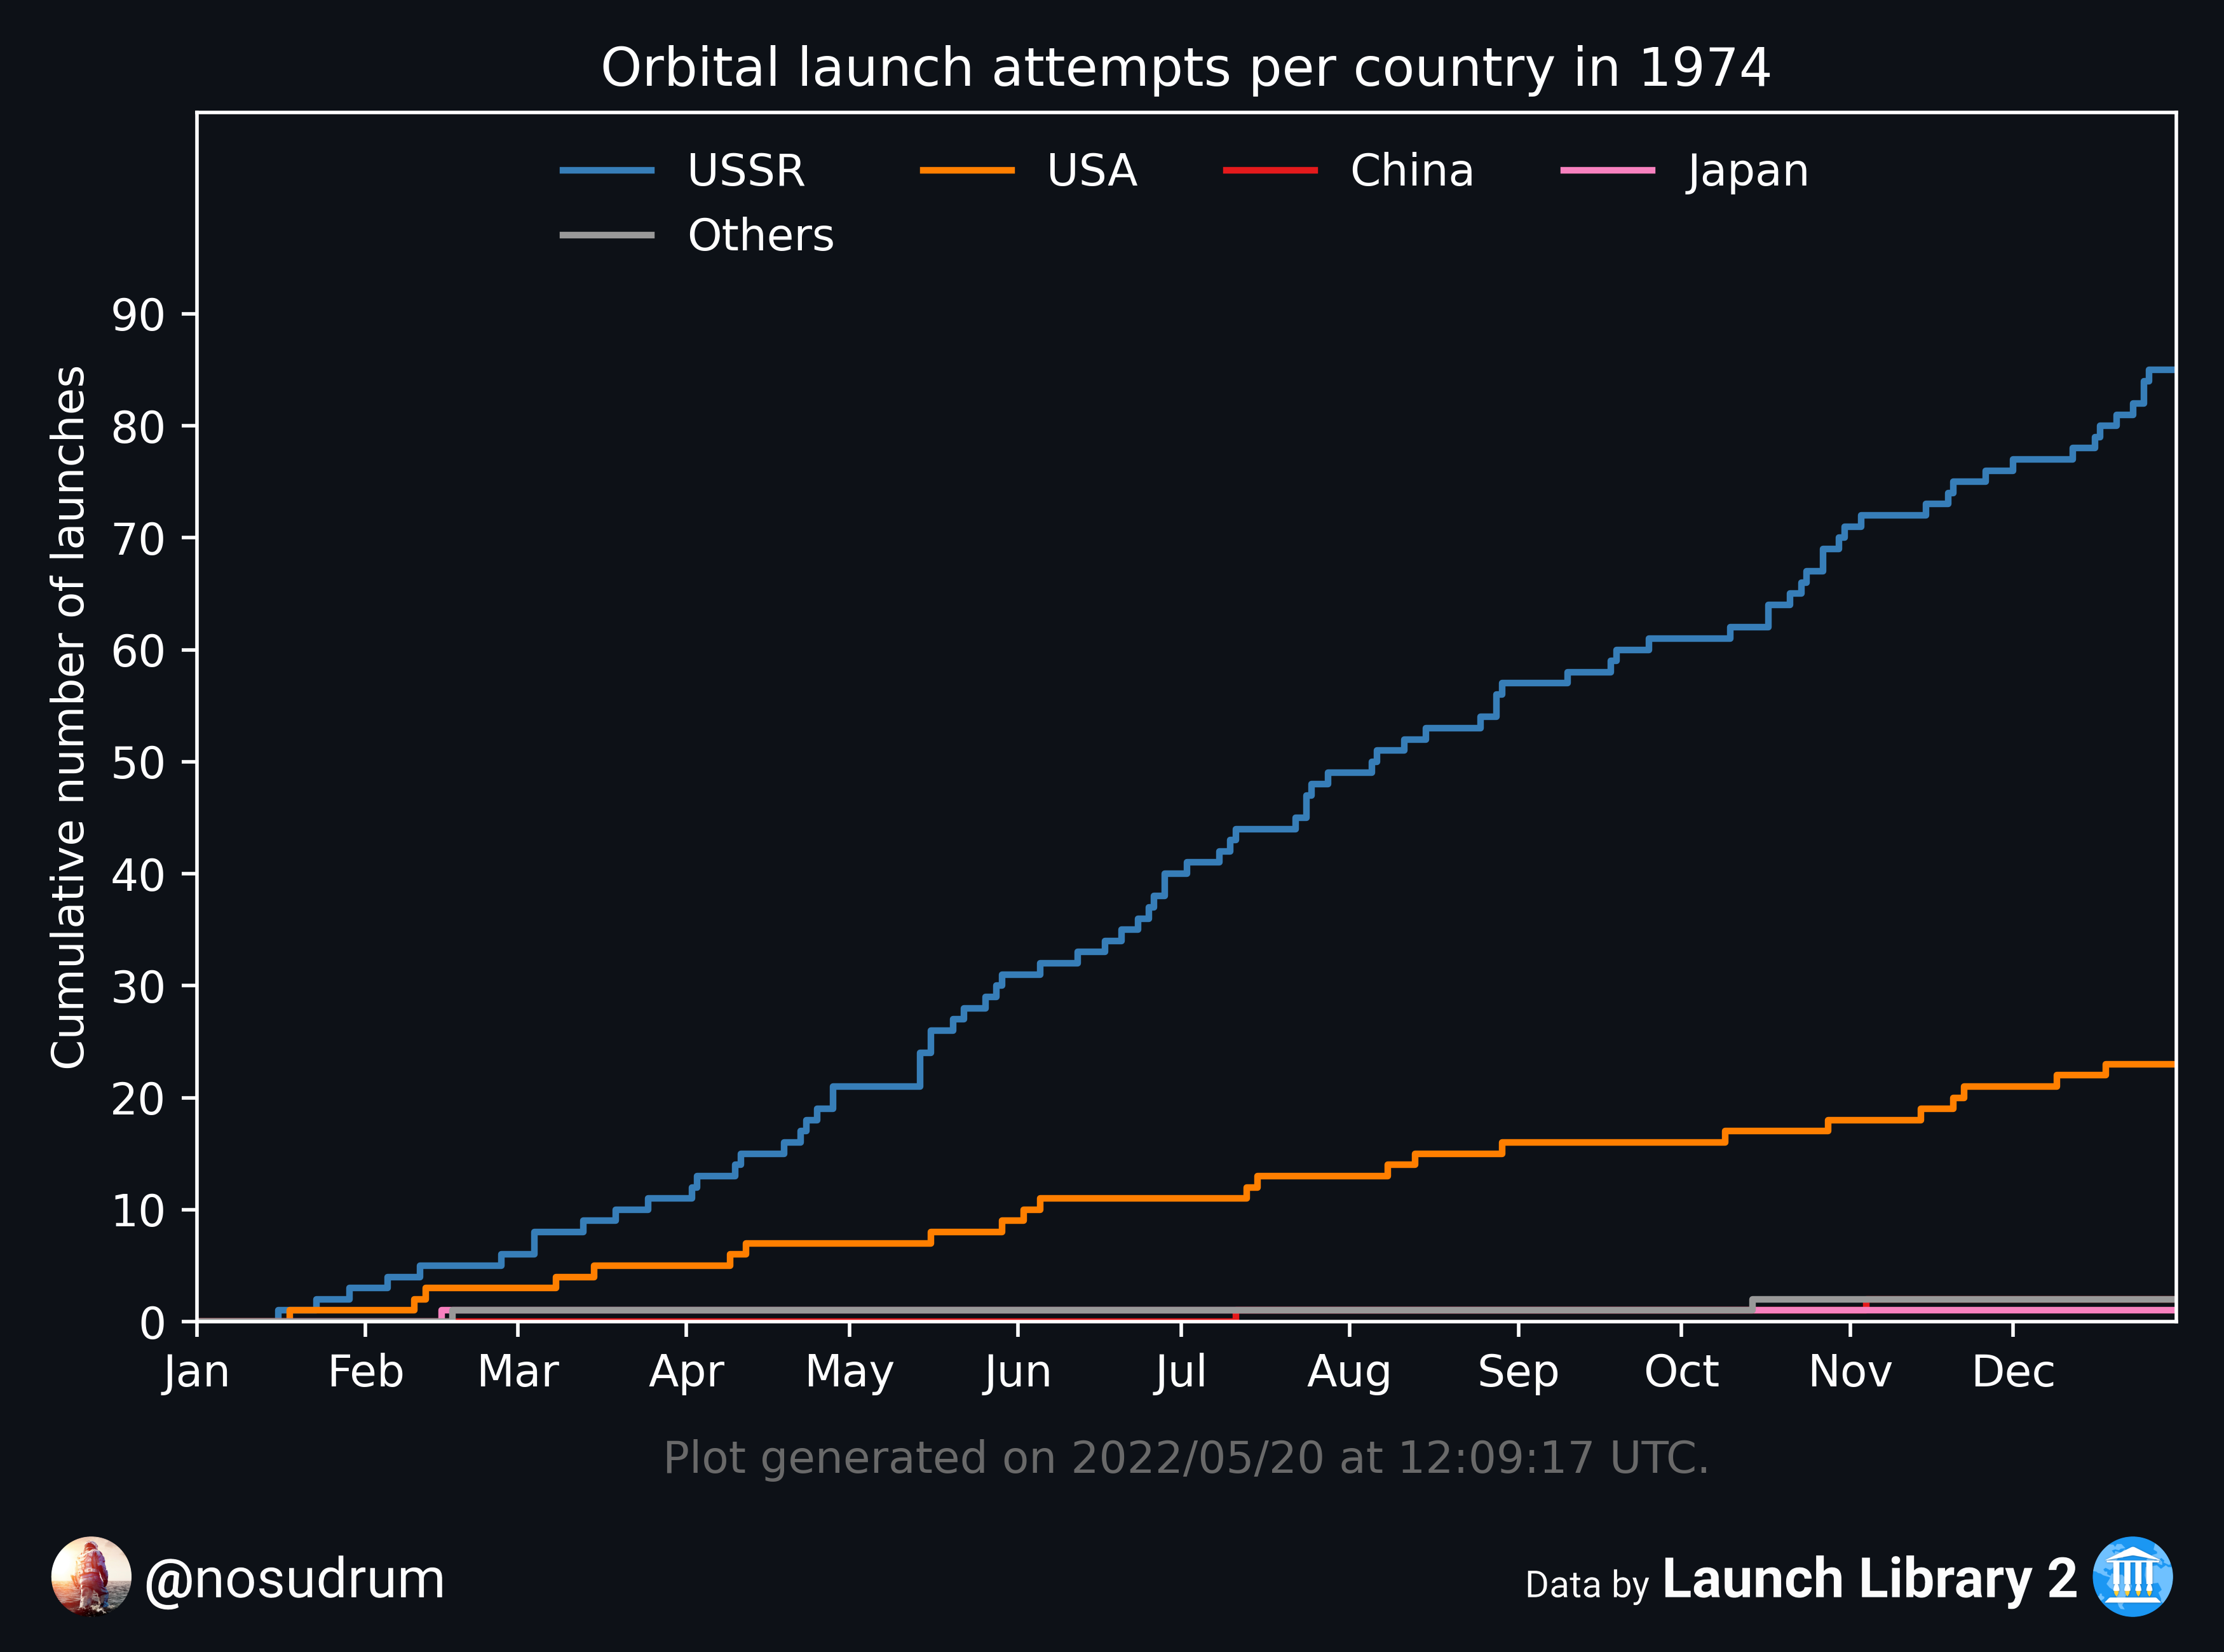 Orbital launch attempts per country in 1974
USSR USA China Japan
Others
Cumulative number of launches
90
80
70
60
50
40
30
20
10
0
Jan Feb Mar Apr May Jun Jul Aug Sep Oct Nov Dec
Plot generated on 2022/05/20 at 12:09:17 UTC.
@nosudrum
Data by Launch Library 2